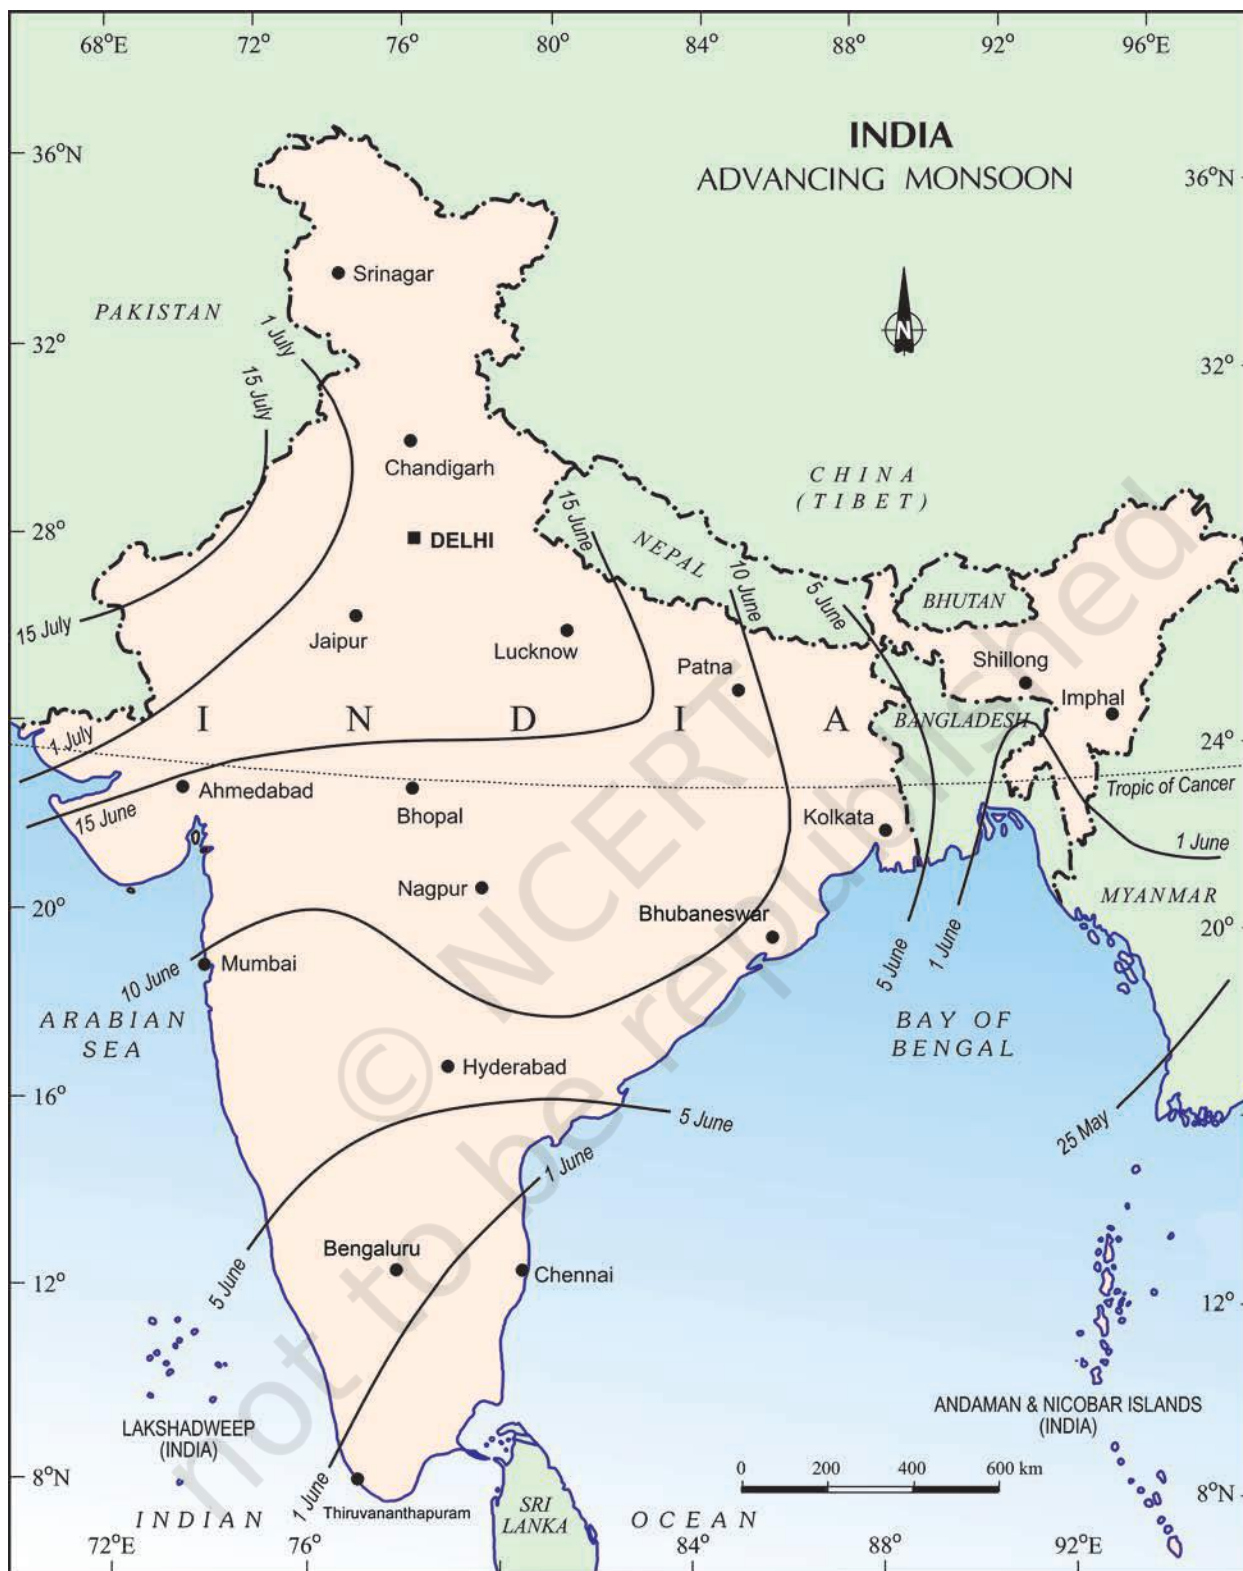 68°E 72° 76° 80° 84° 88° 92° 96°E
INDIA
ADVANCING MONSOON
36°N
36°N
Srinagar
PAKISTAN
1 July
N
32°
32°
15 July
Chandigarh
CHINA
(TIBET)
15 June
28°
DELHI
NEPAL
10 June
5 June
BHUTAN
15 July
Jaipur
Lucknow
Patna
Shillong
Imphal
I N D I A
BANGLADESH
1 July
24°
Tropic of Cancer
Ahmedabad
Bhopal
15 June
Kolkata
1 June
Nagpur
MYANMAR
20°
Bhubaneswar
20°
10 June
Mumbai
5 June
1 June
ARABIAN
SEA
BAY OF
BENGAL
Hyderabad
16°
5 June
25 May
1 June
Bengaluru
5 June
Chennai
12°
12°
LAKSHADWEEP
(INDIA)
ANDAMAN & NICOBAR ISLANDS
(INDIA)
8°N
0 200 400 600 km
8°N
1 June
Thiruvananthapuram
SRI
LANKA
INDIAN OCEAN
72°E 76° 84° 88° 92°E
© NCERT
not to be republished